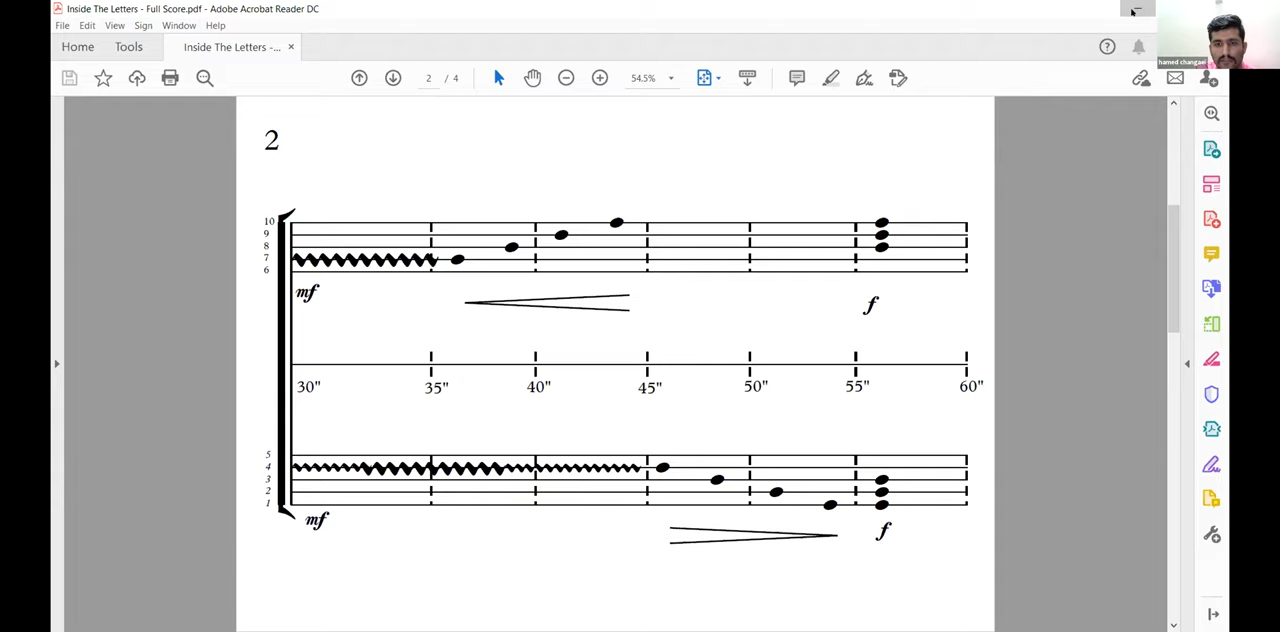 Inside The Letters - Full Score.pdf - Adobe Acrobat Reader DC
File Edit View Sign Window Help
Home Tools Inside The Letters -... ×
2 / 4 54.5%
hamed changaei
2
10
9
8
7
6
mf f
30" 35" 40" 45" 50" 55" 60"
5
4
3
2
1
mf f